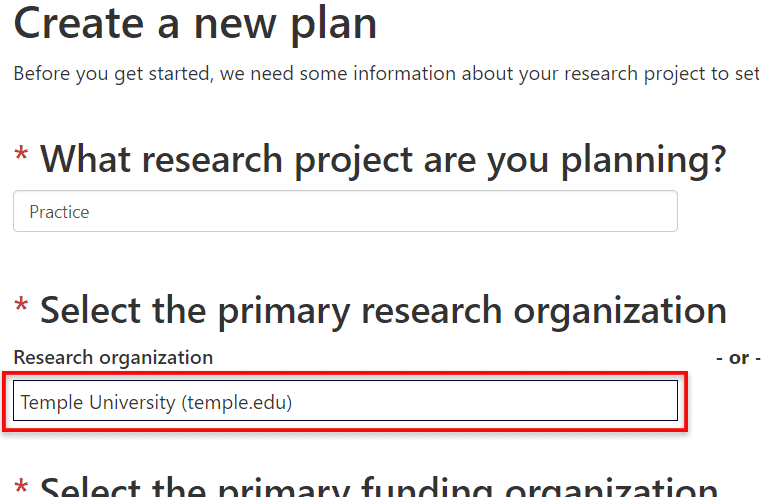 Create a new plan
Before you get started, we need some information about your research project to set
* What research project are you planning?
Practice
* Select the primary research organization
Research organization
- or -
Temple University (temple.edu)
* Select the primary funding organization